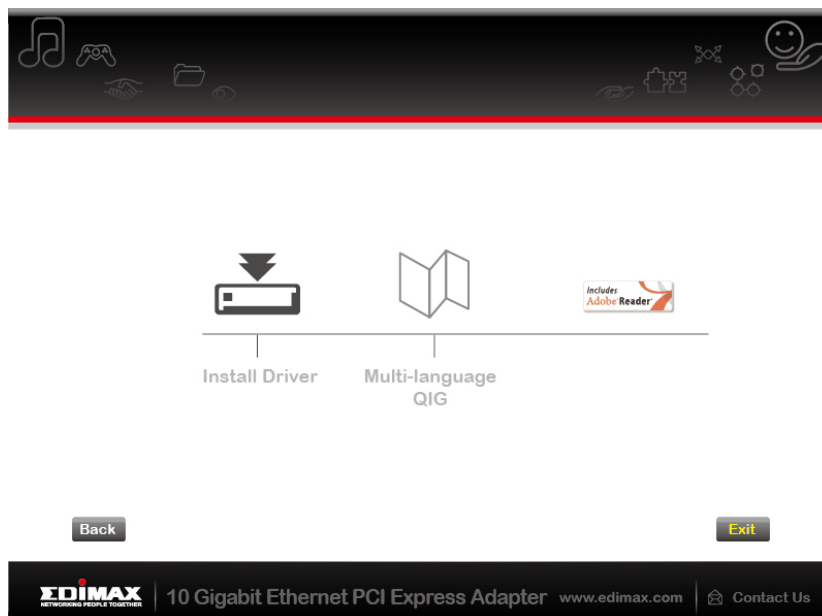 Includes
Adobe Reader
Install Driver
Multi-language
QIG
Back
Exit
EDIMAX
NETWORKING PEOPLE TOGETHER
10 Gigabit Ethernet PCI Express Adapter
www.edimax.com
Contact Us